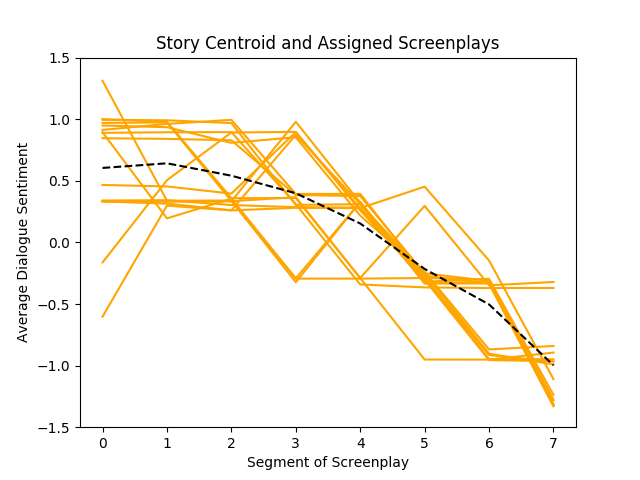 Story Centroid and Assigned Screenplays
1.5
1.0
0.5
0.0
−0.5
−1.0
−1.5
Average Dialogue Sentiment
0 1 2 3 4 5 6 7
Segment of Screenplay